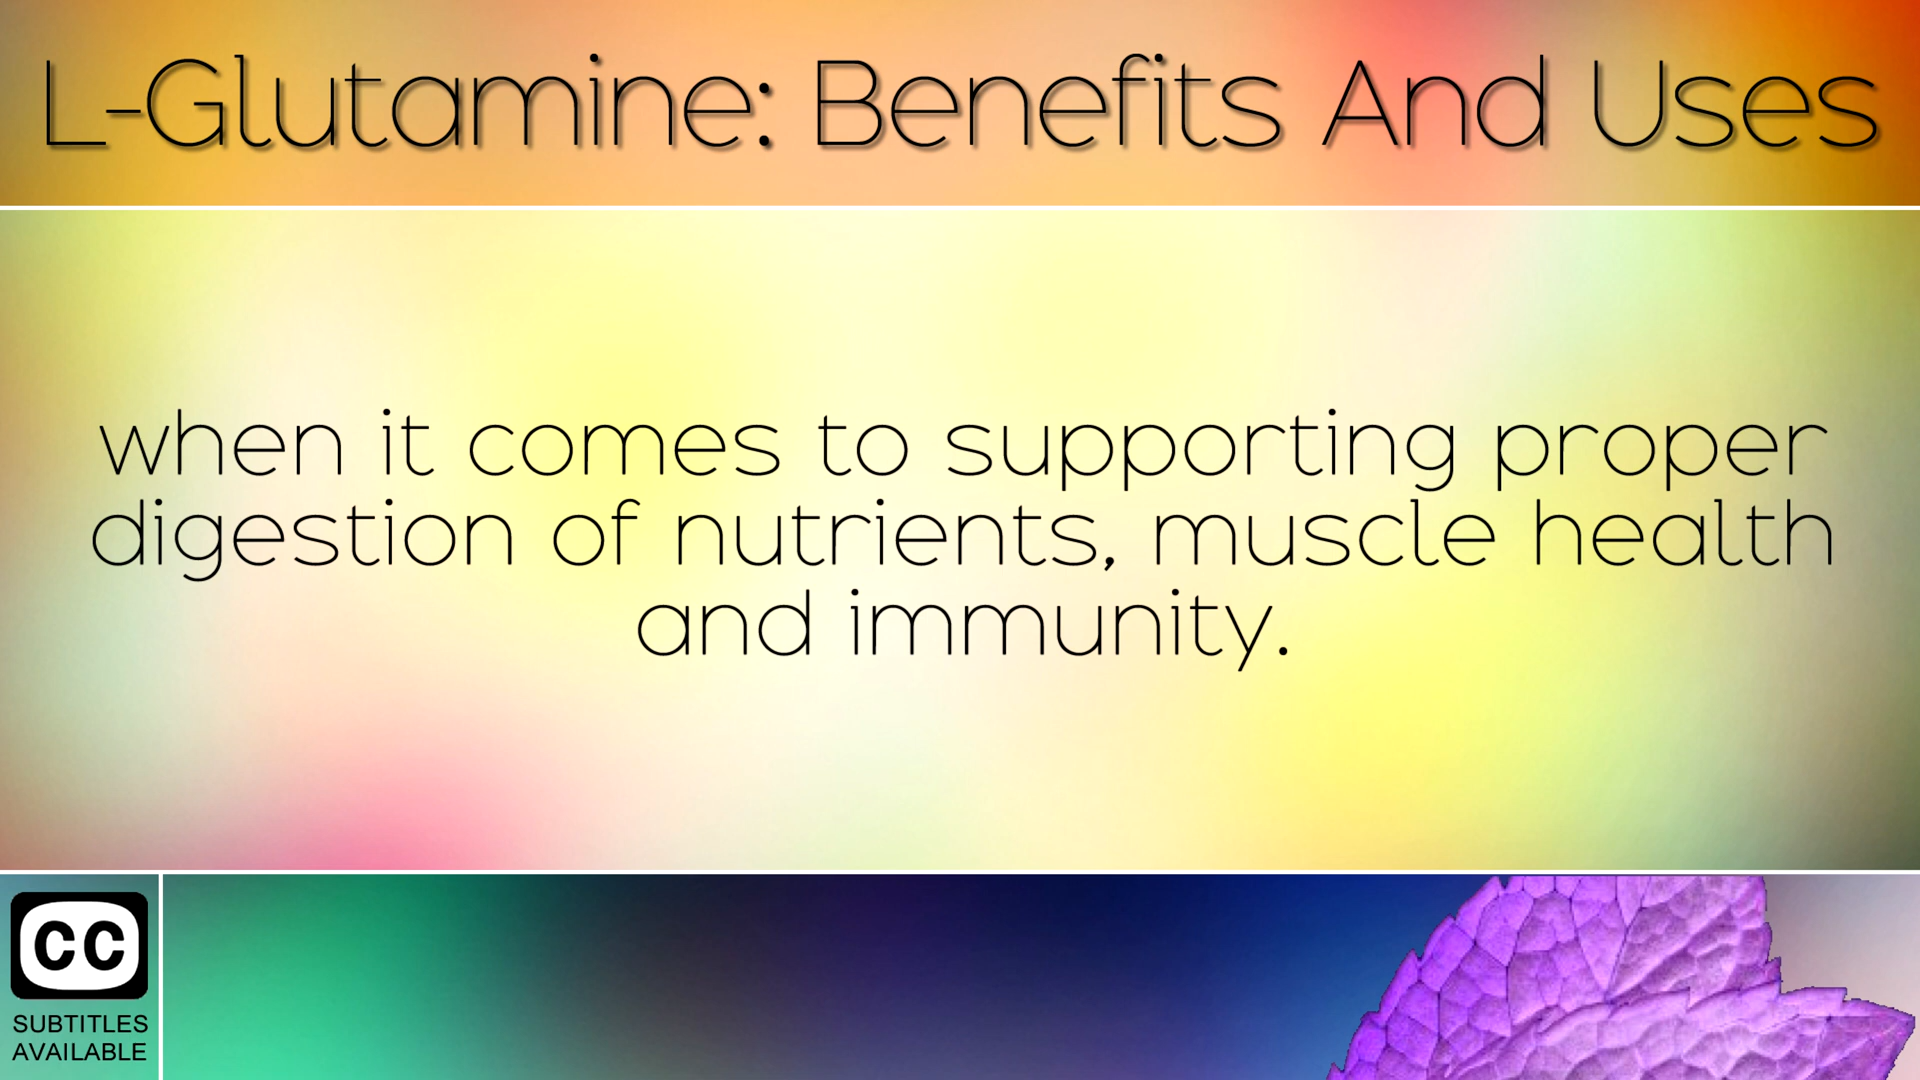 L-Glutamine: Benefits And Uses
when it comes to supporting proper
digestion of nutrients, muscle health
and immunity.
CC
SUBTITLES
AVAILABLE